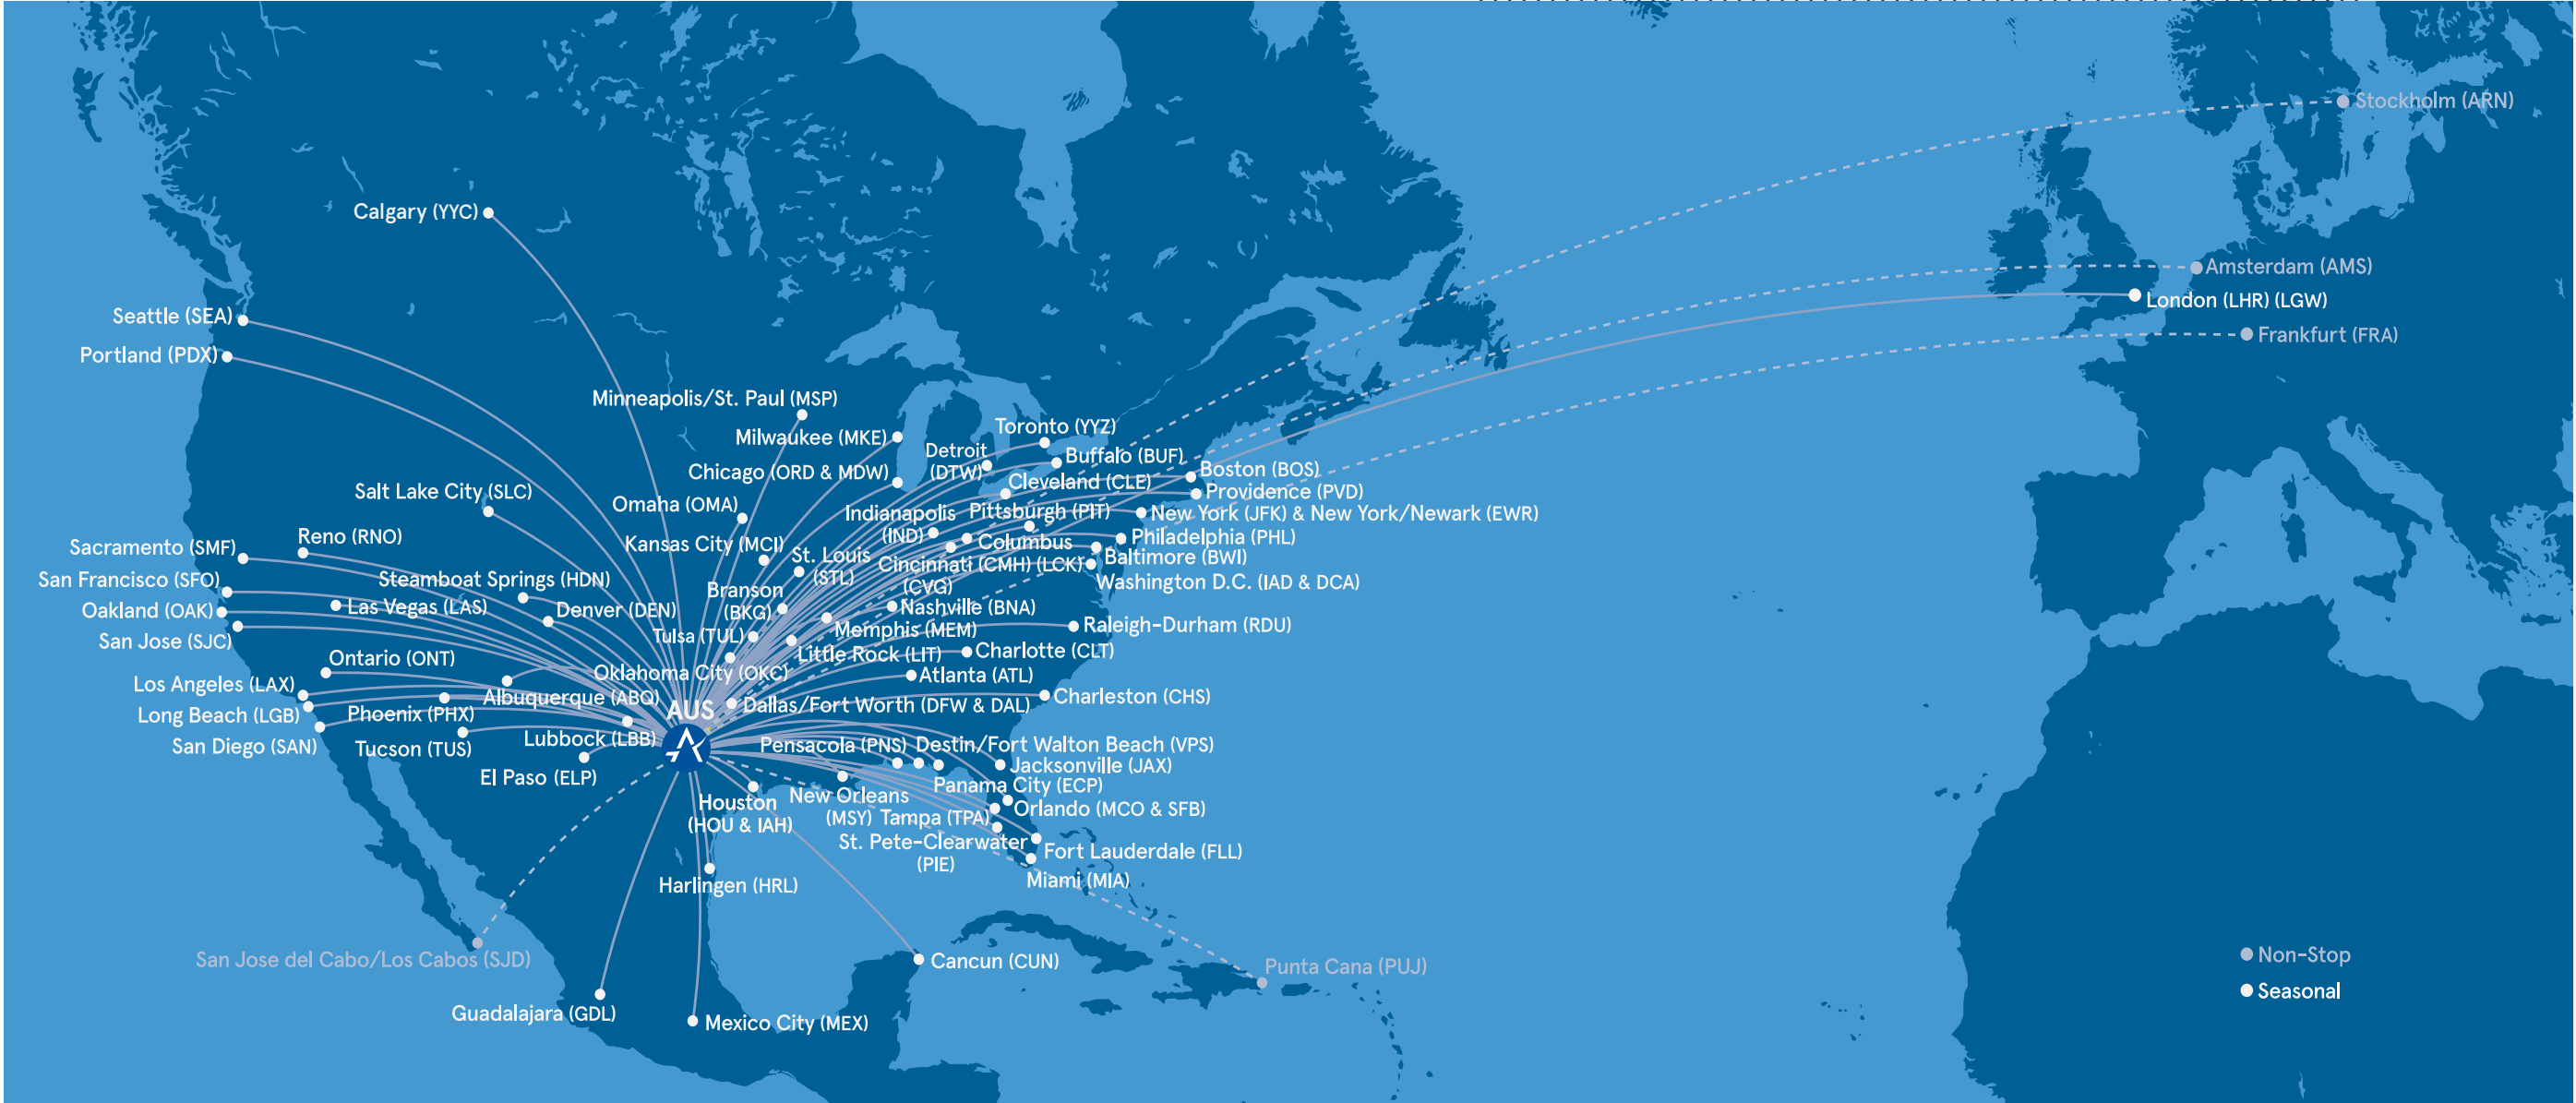 Stockholm (ARN)
Calgary (YYC)
Amsterdam (AMS)
London (LHR) (LGW)
Seattle (SEA)
Frankfurt (FRA)
Portland (PDX)
Minneapolis/St. Paul (MSP)
Toronto (YYZ)
Milwaukee (MKE)
Detroit
(DTW)
Buffalo (BUF)
Chicago (ORD & MDW)
Boston (BOS)
Cleveland (CLE)
Salt Lake City (SLC)
Providence (PVD)
Omaha (OMA)
Indianapolis
(IND)
Pittsburgh (PIT)
New York (JFK) & New York/Newark (EWR)
Reno (RNO)
Philadelphia (PHL)
Sacramento (SMF)
Kansas City (MCI)
Columbus
(CMH) (LCK)
St. Louis
(STL)
Baltimore (BWI)
Cincinnati
(CVG)
San Francisco (SFO)
Steamboat Springs (HDN)
Washington D.C. (IAD & DCA)
Branson
(BKG)
Las Vegas (LAS)
Denver (DEN)
Nashville (BNA)
Oakland (OAK)
Raleigh-Durham (RDU)
Memphis (MEM)
Tulsa (TUL)
San Jose (SJC)
Little Rock (LIT)
Charlotte (CLT)
Ontario (ONT)
Oklahoma City (OKC)
Atlanta (ATL)
Los Angeles (LAX)
Albuquerque (ABQ)
Charleston (CHS)
AUS
Dallas/Fort Worth (DFW & DAL)
Long Beach (LGB)
Phoenix (PHX)
San Diego (SAN)
Tucson (TUS)
Lubbock (LBB)
Pensacola (PNS)
Destin/Fort Walton Beach (VPS)
El Paso (ELP)
Jacksonville (JAX)
Panama City (ECP)
Houston
(HOU & IAH)
New Orleans
(MSY)
Orlando (MCO & SFB)
Tampa (TPA)
St. Pete-Clearwater
(PIE)
Fort Lauderdale (FLL)
Harlingen (HRL)
Miami (MIA)
San Jose del Cabo/Los Cabos (SJD)
Cancun (CUN)
Punta Cana (PUJ)
Guadalajara (GDL)
Mexico City (MEX)
Non-Stop
Seasonal